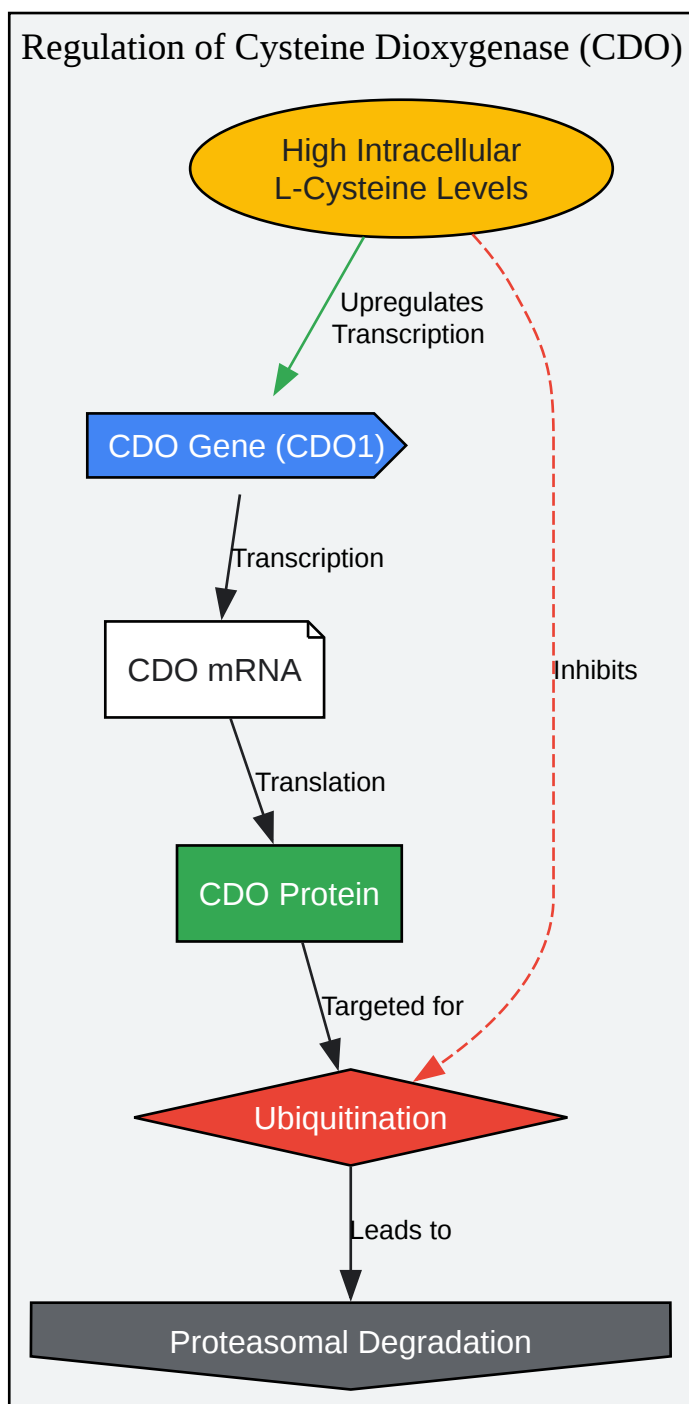 Regulation of Cysteine Dioxygenase (CDO)
High Intracellular
L-Cysteine Levels
Upregulates
Transcription
CDO Gene (CDO1)
Transcription
CDO mRNA
Inhibits
Translation
CDO Protein
Targeted for
Ubiquitination
Leads to
Proteasomal Degradation